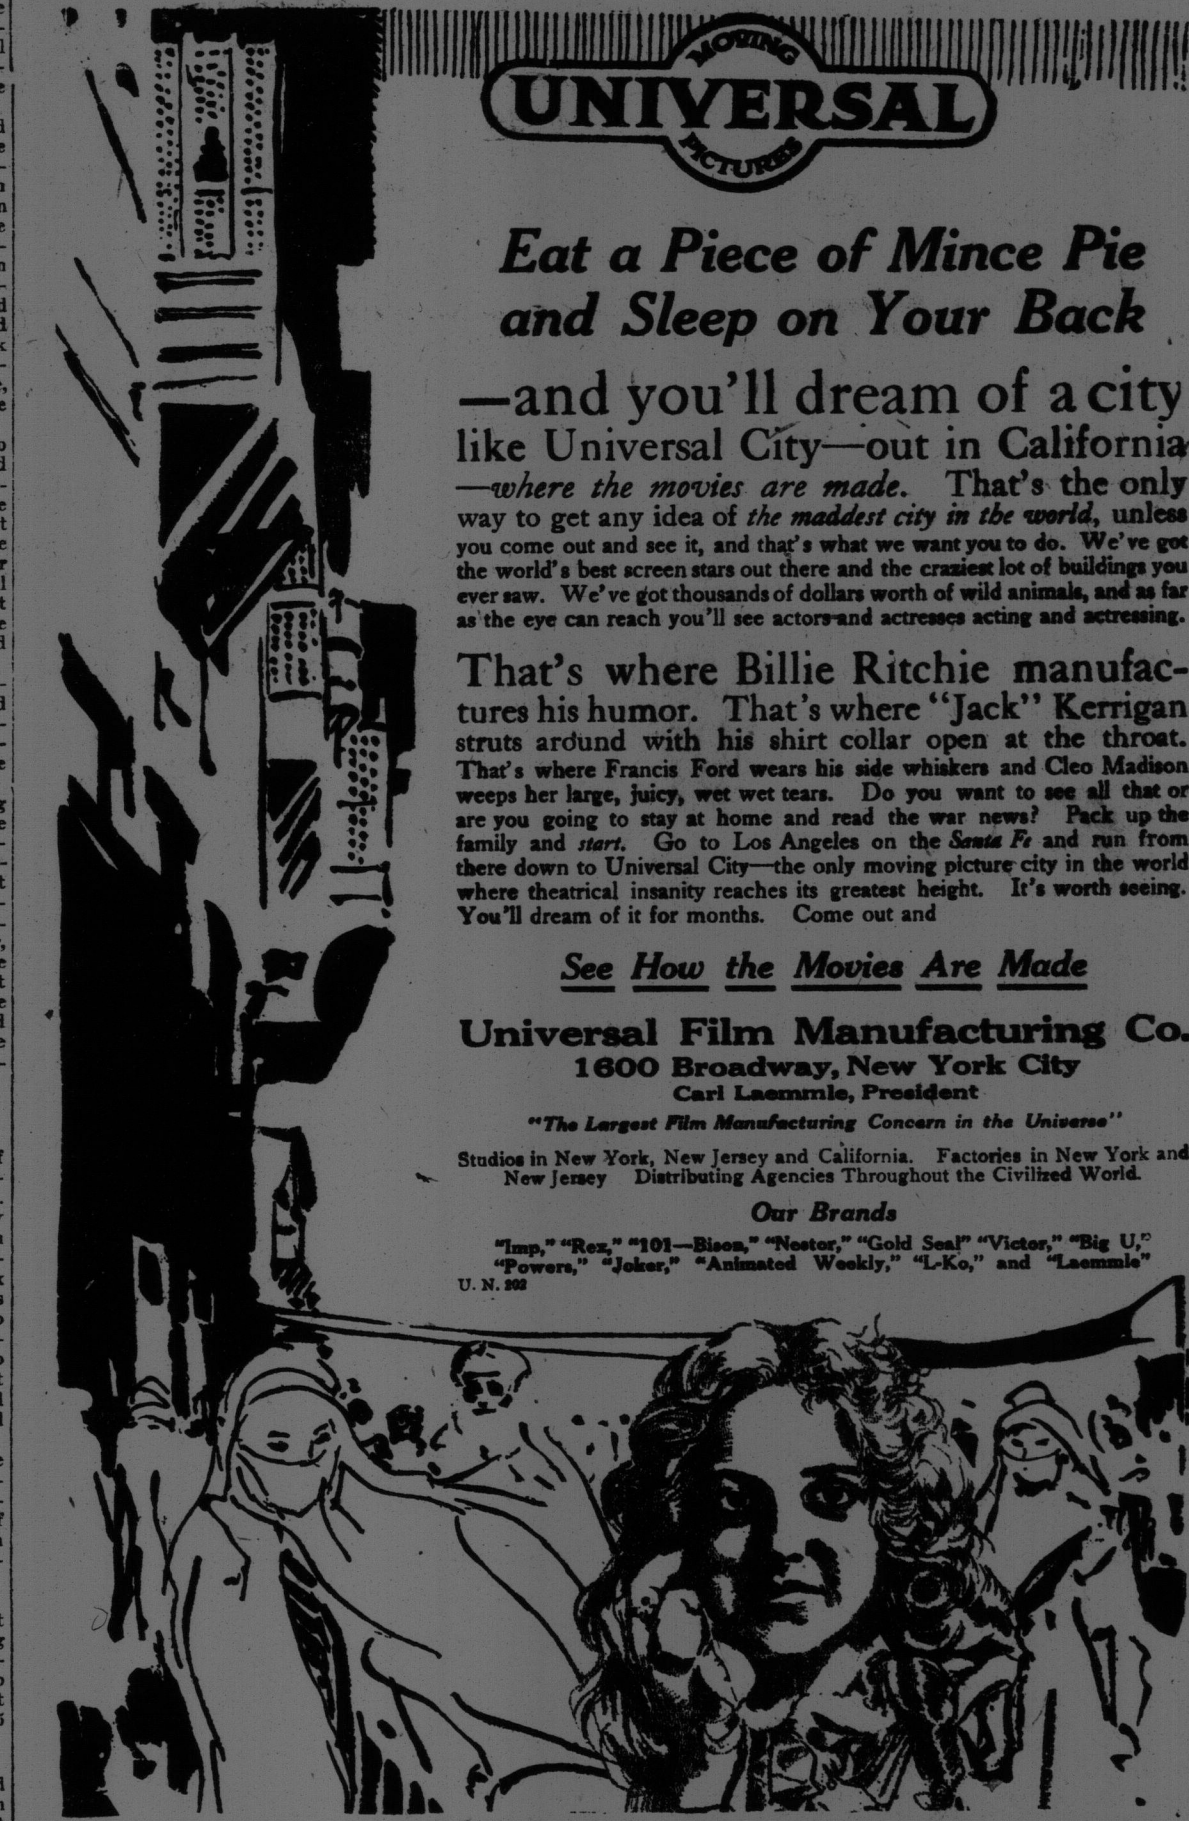 MOVING
UNIVERSAL
PICTURES
Eat a Piece of Mince Pie
and Sleep on Your Back
—and you'll dream of a city
like Universal City—out in California
—where the movies are made. That's the only
way to get any idea of the maddest city in the world, unless
you come out and see it, and that's what we want you to do. We've got
the world's best screen stars out there and the craziest lot of buildings you
ever saw. We've got thousands of dollars worth of wild animals, and as far
as the eye can reach you'll see actors and actresses acting and actressing.
That's where Billie Ritchie manufac-
tures his humor. That's where "Jack" Kerrigan
struts around with his shirt collar open at the throat.
That's where Francis Ford wears his side whiskers and Cleo Madison
weeps her large, juicy, wet wet tears. Do you want to see all that or
are you going to stay at home and read the war news? Pack up the
family and start. Go to Los Angeles on the Santa Fe and run from
there down to Universal City—the only moving picture city in the world
where theatrical insanity reaches its greatest height. It's worth seeing.
You'll dream of it for months. Come out and
See How the Movies Are Made
Universal Film Manufacturing Co.
1600 Broadway, New York City
Carl Laemmle, President
"The Largest Film Manufacturing Concern in the Universe"
Studios in New York, New Jersey and California. Factories in New York and
New Jersey Distributing Agencies Throughout the Civilized World.
Our Brands
"Imp," "Rex," "101—Bison," "Nestor," "Gold Seal" "Victor," "Big U,"
"Powers," "Joker," "Animated Weekly," "L-Ko," and "Laemmle"
U. N. 202